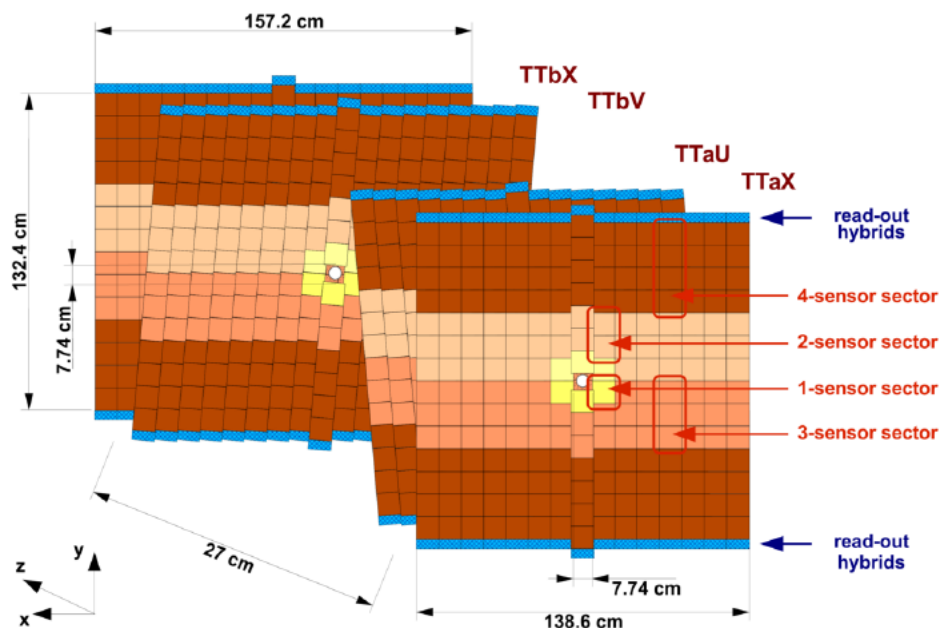 157.2 cm
TTbX
TTbV
TTaU
TTaX
132.4 cm
7.74 cm
read-out
hybrids
4-sensor sector
2-sensor sector
1-sensor sector
3-sensor sector
read-out
hybrids
27 cm
y
z
x
7.74 cm
138.6 cm